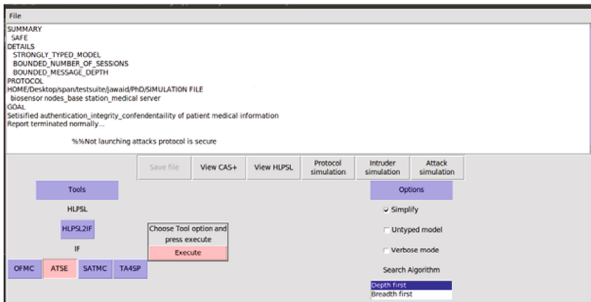 File
SUMMARY
SAFE
DETAILS
STRONGLY_TYPED_MODEL
BOUNDED_NUMBER_OF_SESSIONS
BOUNDED_MESSAGE_DEPTH
PROTOCOL
HOME/Desktop/span/testsuite/jawaid/PhD/SIMULATION FILE
biosensor nodes_base station_medical server
GOAL
Setisified authentication_integrity_confendentaility of patient medical information
Report terminated normally...
%%Not launching attacks protocol is secure
Save file
View CAS+
View HLPSL
Protocol
simulation
Intruder
simulation
Attack
simulation
Tools
Options
HLPSL
Simplify
HLPSL2IF
Choose Tool option and
press execute
Execute
Untyped model
IF
Verbose mode
OFMC
ATSE
SATMC
TA4SP
Search Algorithm
Depth first
Breadth first